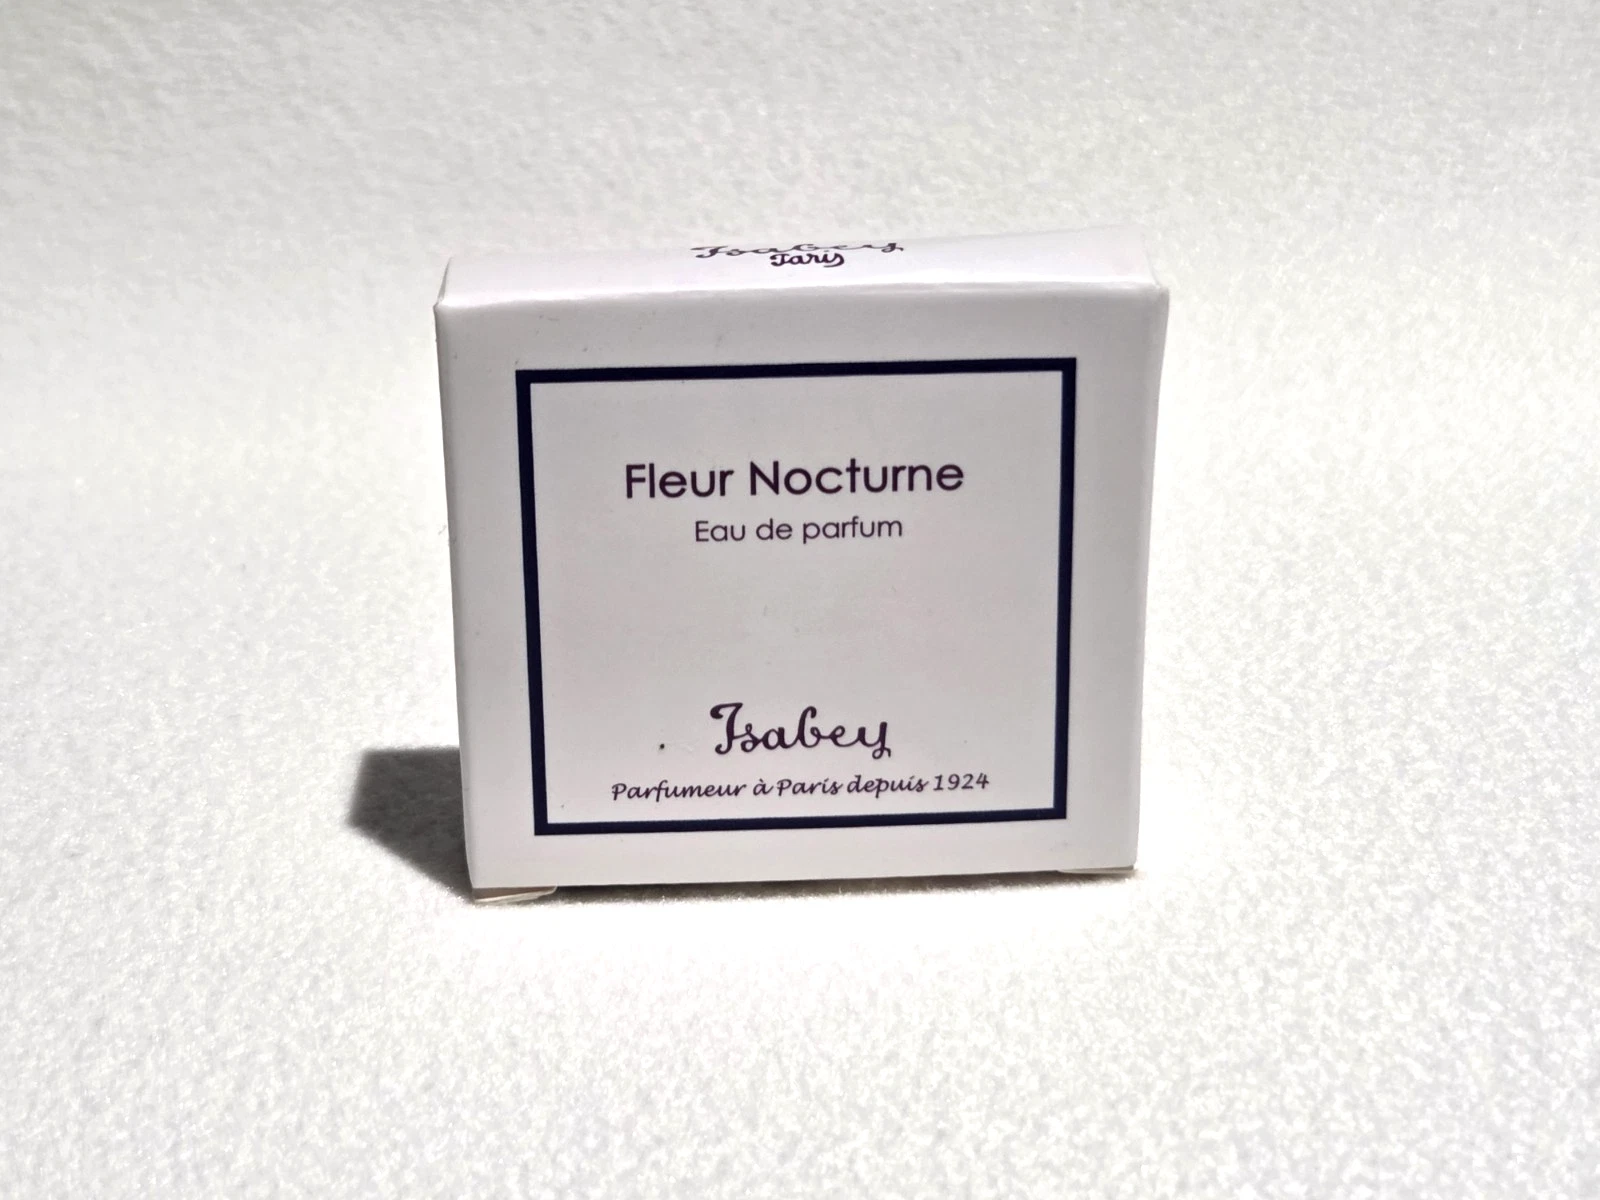 Isabey
Paris
Fleur Nocturne
Eau de parfum
Isabey
Parfumeur à Paris depuis 1924